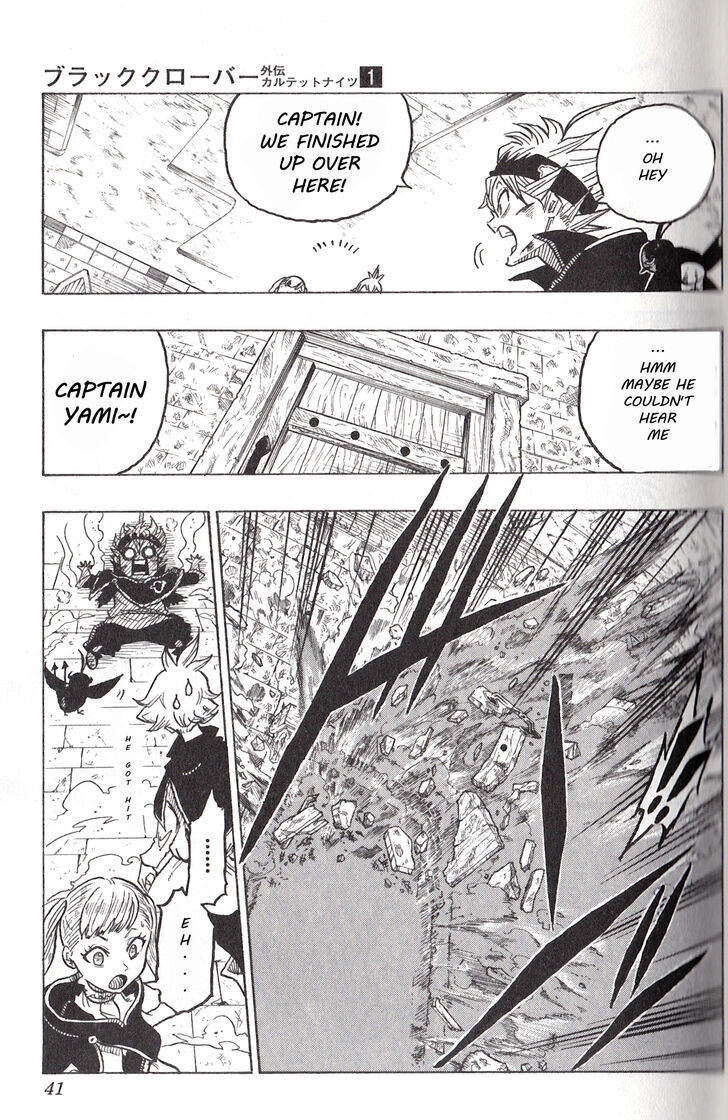 ブラッククローバー 外伝 カルテットナイツ 1
...
OH
HEY
CAPTAIN!
WE FINISHED
UP OVER
HERE!
...
HMM
MAYBE HE
COULDN'T
HEAR
ME
CAPTAIN
YAMI~!
HE GOT HIT
......
EH....
41